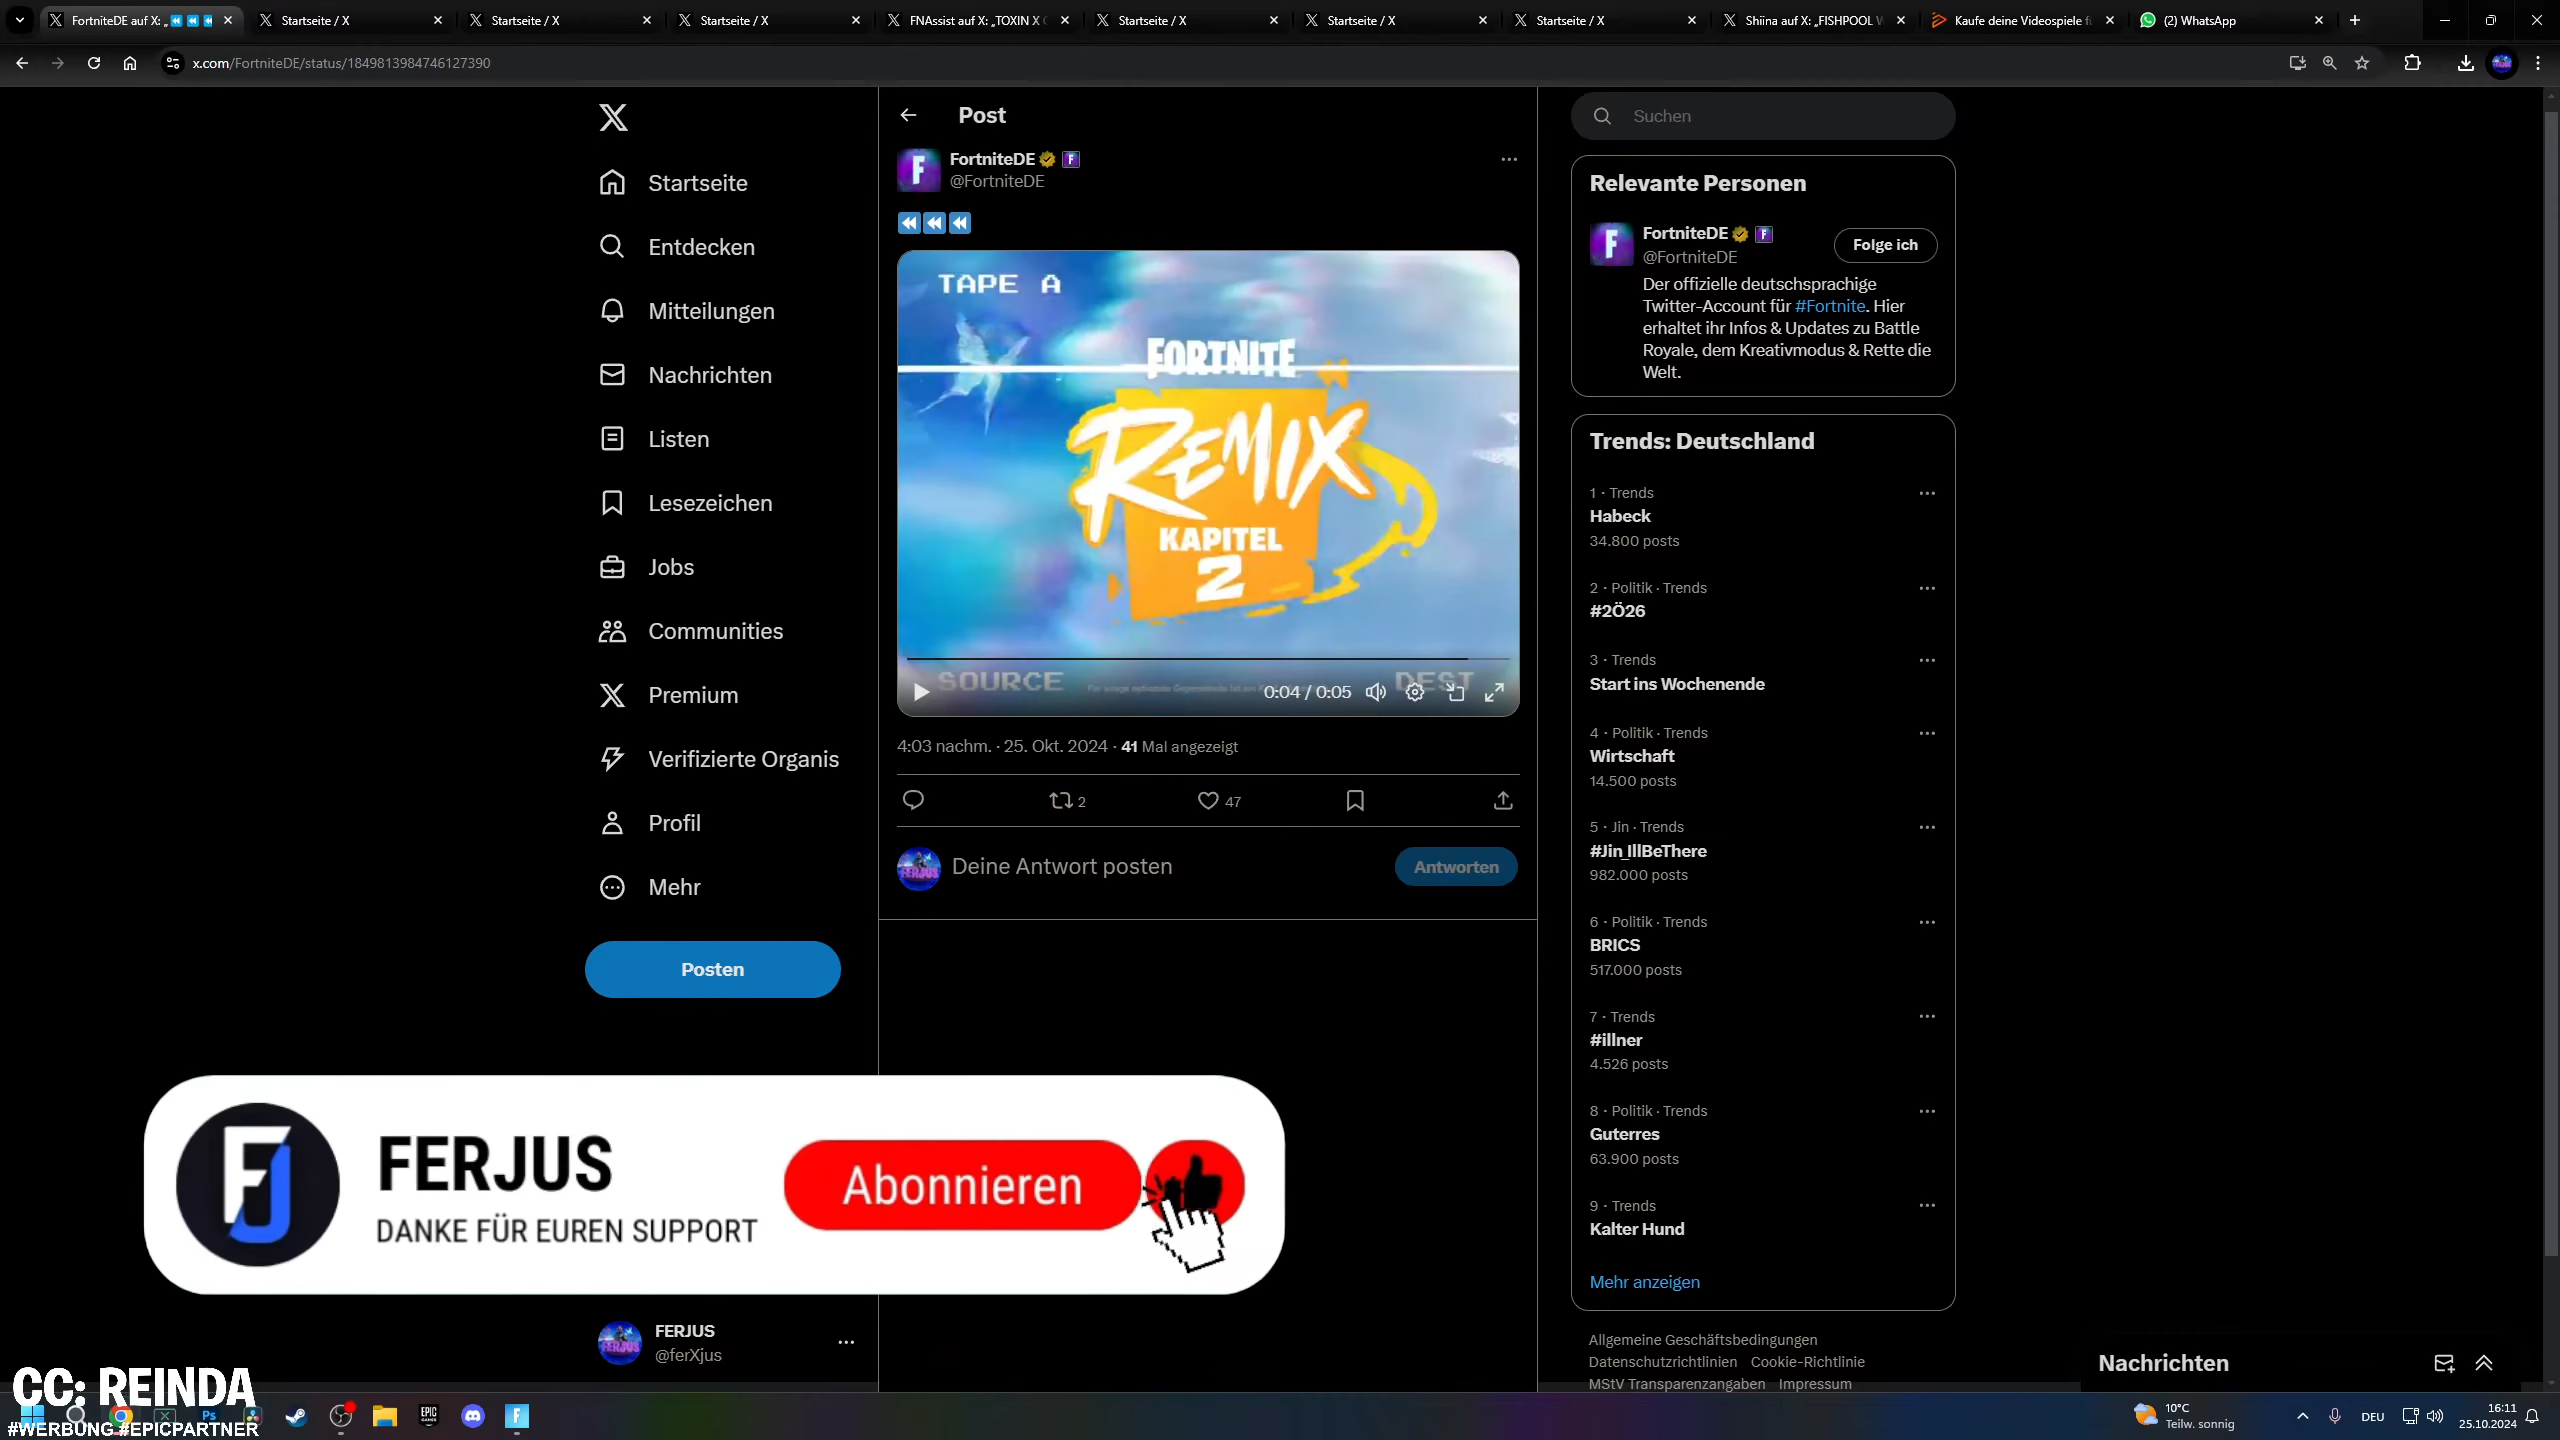 FortniteDE auf X: „⏪⏪⏪
Startseite / X
Startseite / X
Startseite / X
FNAssist auf X: „TOXIN X
Startseite / X
Startseite / X
Startseite / X
Shiina auf X: „FISHPOOL
Kaufe deine Videospiele
(2) WhatsApp
x.com/FortniteDE/status/1849813984746127390
Startseite
Entdecken
Mitteilungen
Nachrichten
Listen
Lesezeichen
Jobs
Communities
Premium
Verifizierte Organis
Profil
Mehr
Posten
FERJUS
@ferXjus
Post
FortniteDE
@FortniteDE
⏪⏪⏪
TAPE A
FORTNITE
REMIX
KAPITEL
2
SOURCE
DEST
0:04 / 0:05
4:03 nachm. · 25. Okt. 2024 · 41 Mal angezeigt
2
47
Deine Antwort posten
Antworten
Suchen
Relevante Personen
FortniteDE
@FortniteDE
Folge ich
Der offizielle deutschsprachige
Twitter-Account für #Fortnite. Hier
erhaltet ihr Infos & Updates zu Battle
Royale, dem Kreativmodus & Rette die
Welt.
Trends: Deutschland
1 · Trends
Habeck
34.800 posts
2 · Politik · Trends
#2Ö26
3 · Trends
Start ins Wochenende
4 · Politik · Trends
Wirtschaft
14.500 posts
5 · Jin · Trends
#Jin_IllBeThere
982.000 posts
6 · Politik · Trends
BRICS
517.000 posts
7 · Trends
#illner
4.526 posts
8 · Politik · Trends
Guterres
63.900 posts
9 · Trends
Kalter Hund
Mehr anzeigen
Allgemeine Geschäftsbedingungen
Datenschutzrichtlinien Cookie-Richtlinie
MStV Transparenzangaben Impressum
Nachrichten
FJ
FERJUS
DANKE FÜR EUREN SUPPORT
Abonnieren
CC: REINDA
#WERBUNG #EPICPARTNER
Ps
EPIC
GAMES
10°C
Teilw. sonnig
DEU
16:11
25.10.2024